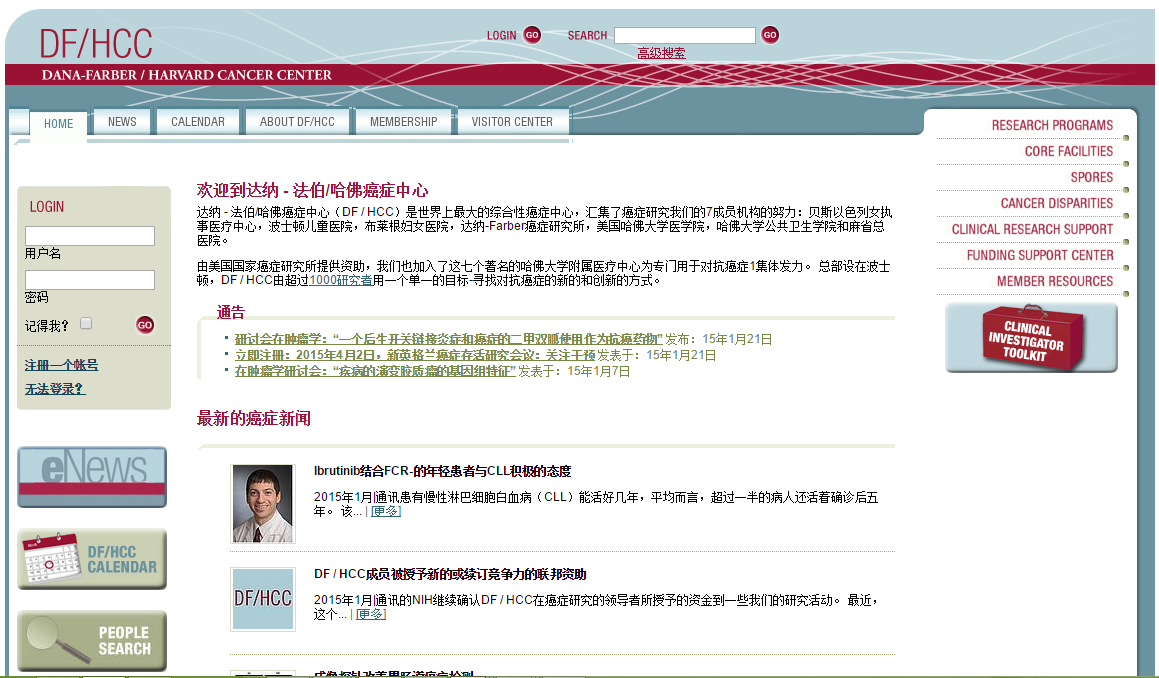 DF/HCC
LOGIN GO SEARCH GO
高级搜索
DANA-FARBER / HARVARD CANCER CENTER
HOME NEWS CALENDAR ABOUT DF/HCC MEMBERSHIP VISITOR CENTER
RESEARCH PROGRAMS
CORE FACILITIES
SPORES
CANCER DISPARITIES
CLINICAL RESEARCH SUPPORT
FUNDING SUPPORT CENTER
MEMBER RESOURCES
CLINICAL
INVESTIGATOR
TOOLKIT
LOGIN
用户名
密码
记得我? GO
注册一个帐号
无法登录?
eNews
DF/HCC
CALENDAR
PEOPLE
SEARCH
欢迎到达纳 - 法伯/哈佛癌症中心
达纳 - 法伯/哈佛癌症中心（DF / HCC）是世界上最大的综合性癌症中心，汇集了癌症研究我们的7成员机构的努力：贝斯以色列女执
事医疗中心，波士顿儿童医院，布莱根妇女医院，达纳-Farber癌症研究所，美国哈佛大学医学院，哈佛大学公共卫生学院和麻省总
医院。
由美国国家癌症研究所提供资助，我们也加入了这七个著名的哈佛大学附属医疗中心为专门用于对抗癌症1集体发力。 总部设在波士
顿，DF / HCC由超过1000研究者用一个单一的目标-寻找对抗癌症的新的和创新的方式。
通告
研讨会在肿瘤学：“一个后生开关链接炎症和癌症的二甲双胍使用作为抗癌药物” 发布：15年1月21日
立即注册：2015年4月2日，新英格兰癌症存活研究会议：关注干预 发表于：15年1月21日
在肿瘤学研讨会：“疾病的演变胶质瘤的基因组特征” 发表于：15年1月7日
最新的癌症新闻
Ibrutinib结合FCR-的年轻患者与CLL积极的态度
2015年1月|通讯患有慢性淋巴细胞白血病（CLL）能活好几年，平均而言，超过一半的病人还活着确诊后五
年。 该... | [更多]
DF/HCC
DF / HCC成员被授予新的或续订竞争力的联邦资助
2015年1月|通讯的NIH继续确认DF / HCC在癌症研究的领导者所授予的资金到一些我们的研究活动。 最近，
这个... | [更多]